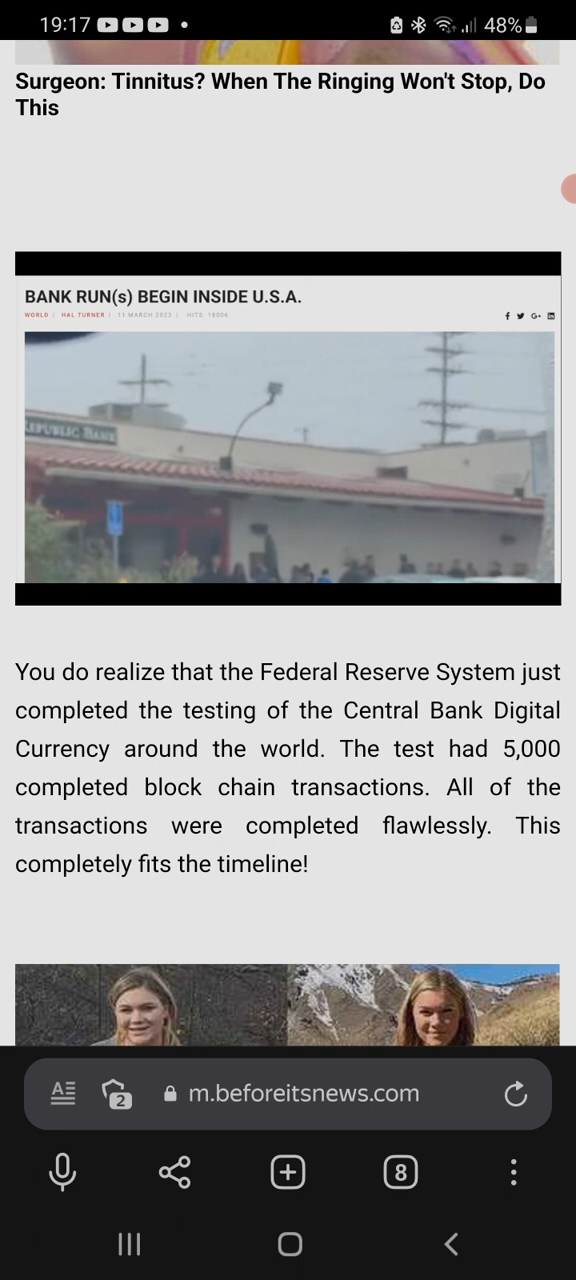 19:17 48%
Surgeon: Tinnitus? When The Ringing Won't Stop, Do
This
BANK RUN(s) BEGIN INSIDE U.S.A.
WORLD | HAL TURNER | 11 MARCH 2023 | HITS: 18006
REPUBLIC BANK
You do realize that the Federal Reserve System just
completed the testing of the Central Bank Digital
Currency around the world. The test had 5,000
completed block chain transactions. All of the
transactions were completed flawlessly. This
completely fits the timeline!
2 m.beforeitsnews.com
8